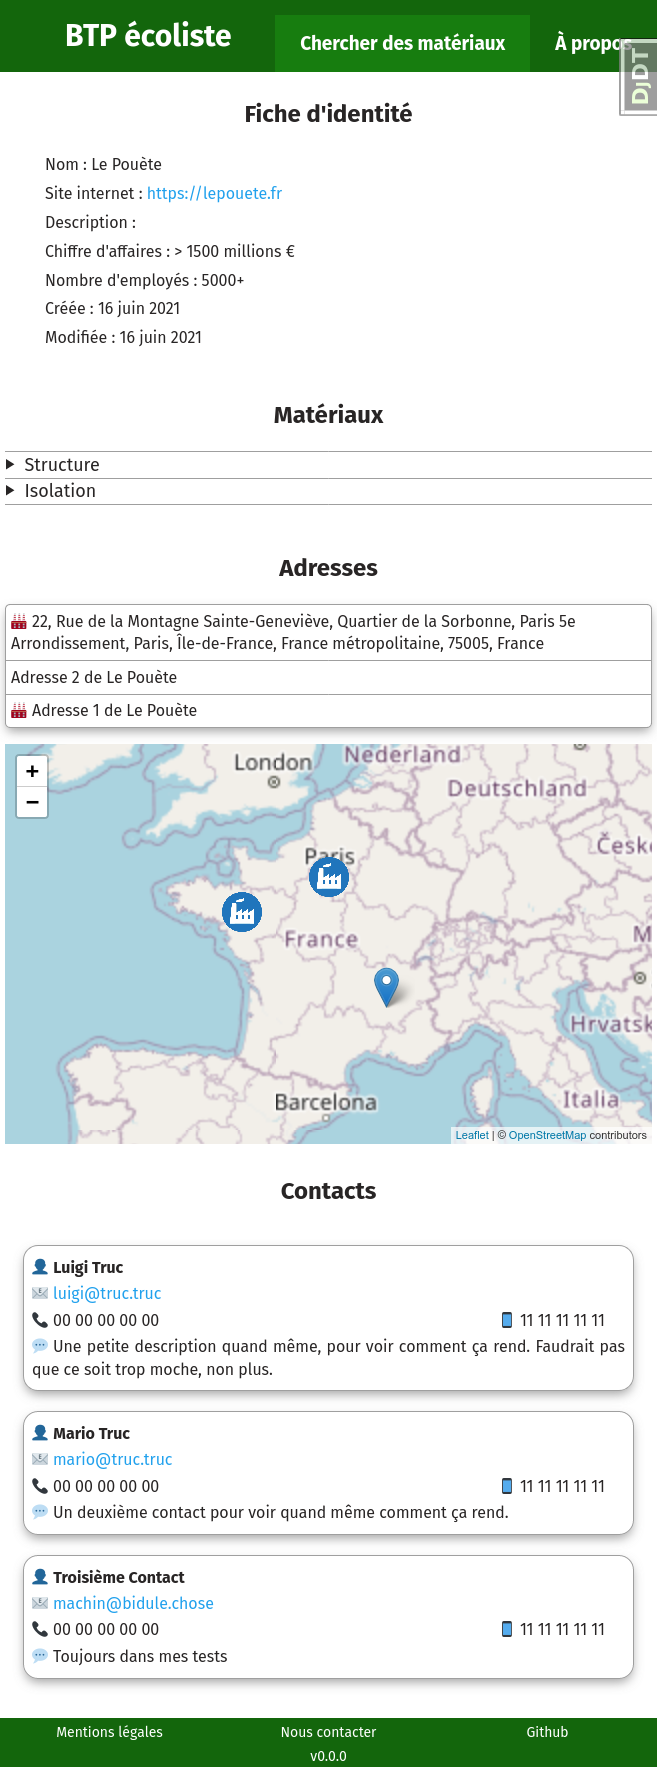 BTP écoliste
Chercher des matériaux
À propos
DjDT
Fiche d'identité
Nom : Le Pouète
Site internet : https://lepouete.fr
Description :
Chiffre d'affaires : > 1500 millions €
Nombre d'employés : 5000+
Créée : 16 juin 2021
Modifiée : 16 juin 2021
Matériaux
Structure
Isolation
Adresses
22, Rue de la Montagne Sainte-Geneviève, Quartier de la Sorbonne, Paris 5e
Arrondissement, Paris, Île-de-France, France métropolitaine, 75005, France
Adresse 2 de Le Pouète
Adresse 1 de Le Pouète
+
−
London
Nederland
Deutschland
Paris
France
Hrvatsk
Barcelona
Italia
Leaflet | © OpenStreetMap contributors
Contacts
Luigi Truc
luigi@truc.truc
00 00 00 00 00
11 11 11 11 11
Une petite description quand même, pour voir comment ça rend. Faudrait pas
que ce soit trop moche, non plus.
Mario Truc
mario@truc.truc
00 00 00 00 00
11 11 11 11 11
Un deuxième contact pour voir quand même comment ça rend.
Troisième Contact
machin@bidule.chose
00 00 00 00 00
11 11 11 11 11
Toujours dans mes tests
Mentions légales
Nous contacter
Github
v0.0.0